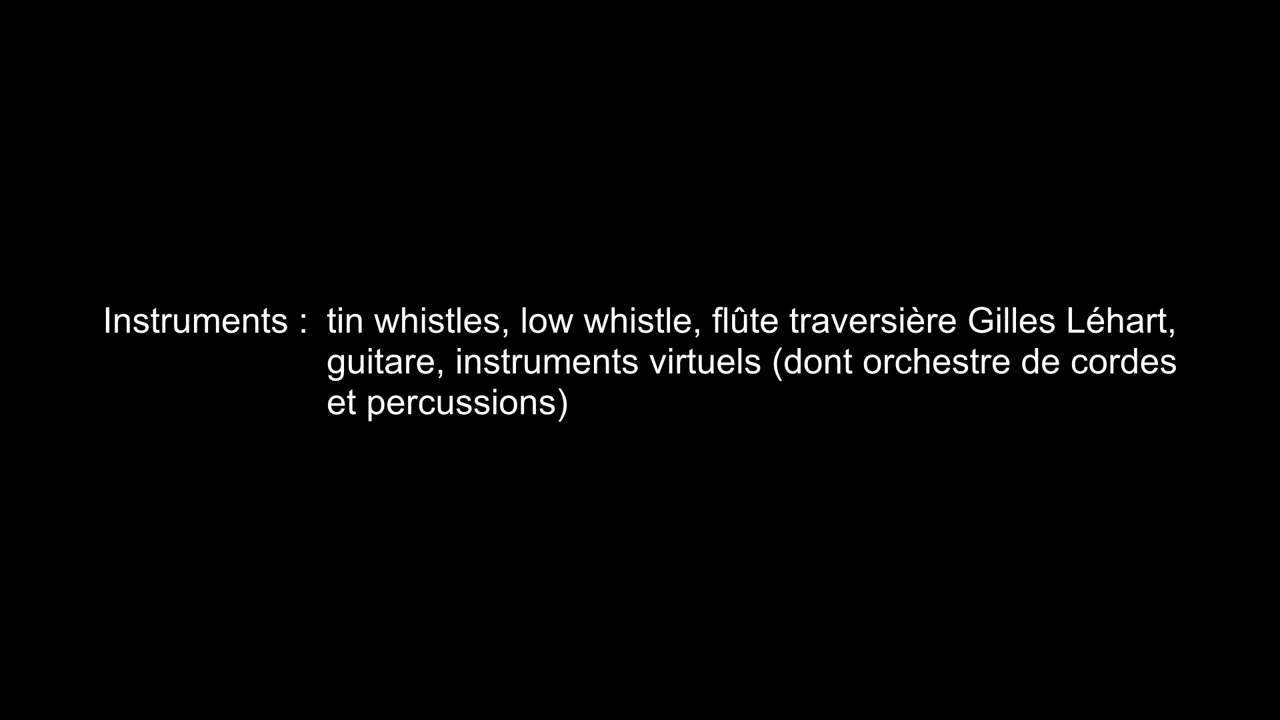 Instruments : tin whistles, low whistle, flûte traversière Gilles Léhart,
guitare, instruments virtuels (dont orchestre de cordes
et percussions)